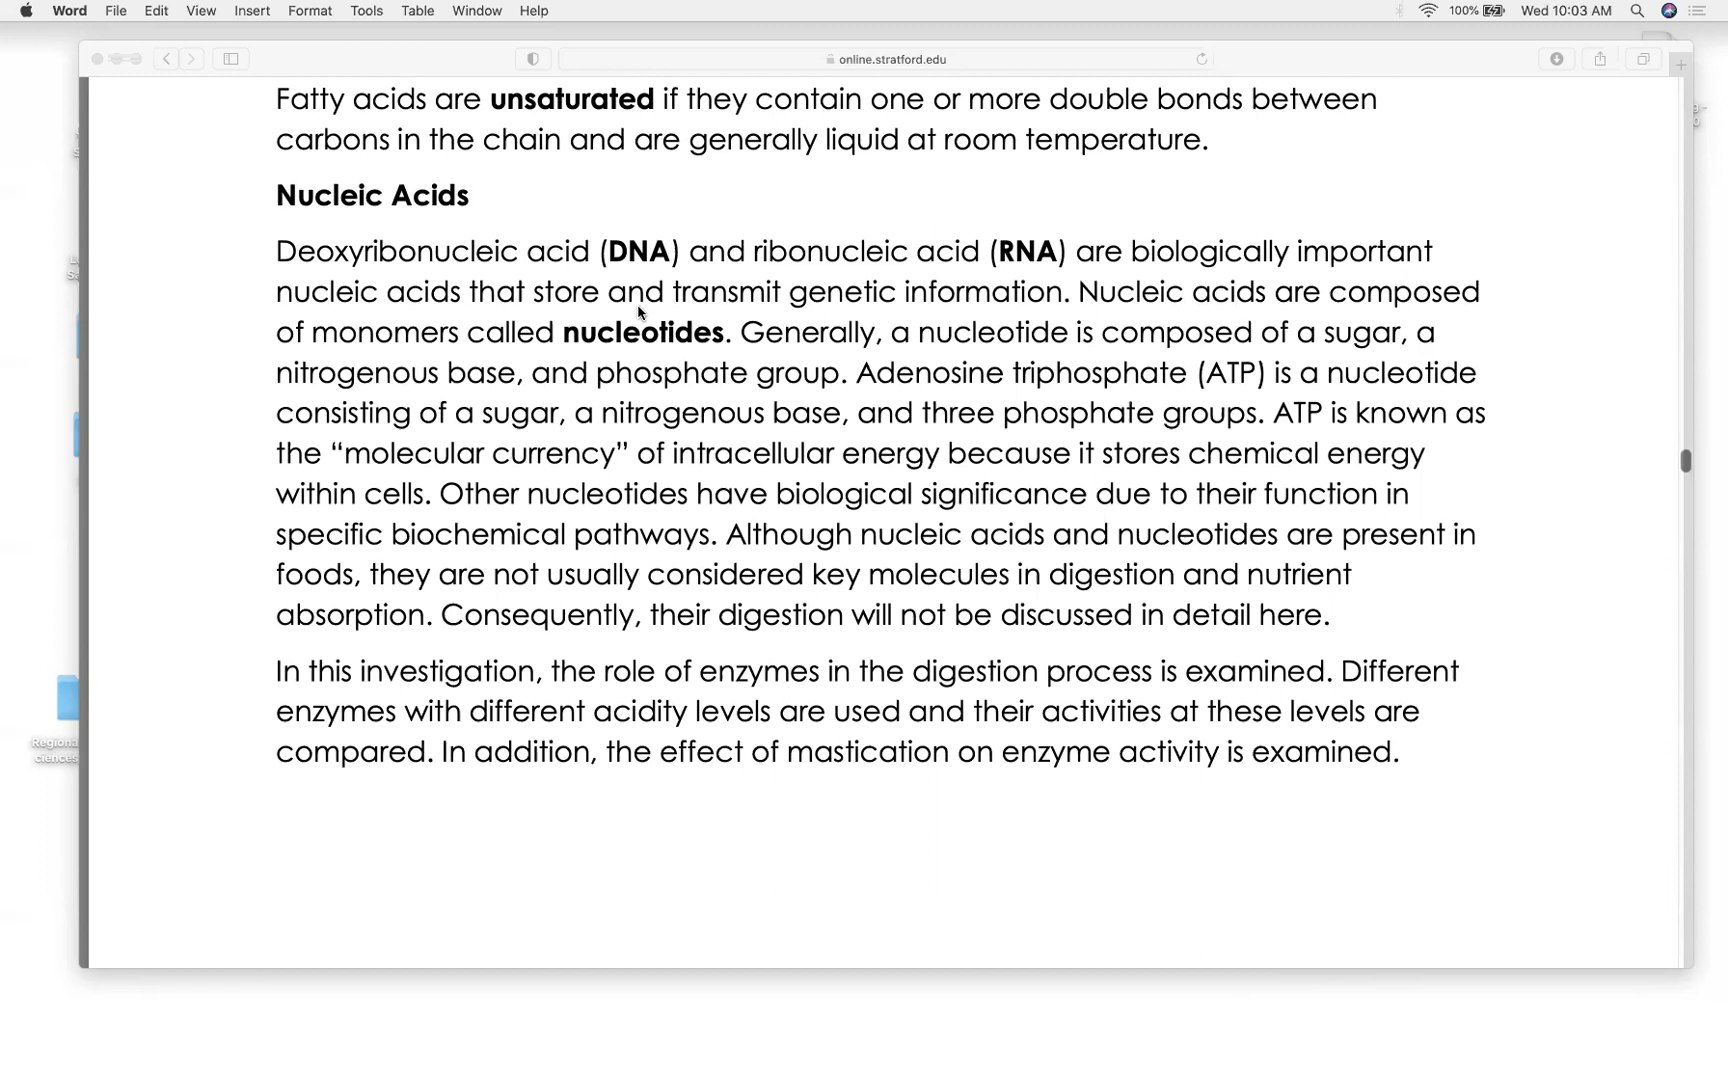 Word File Edit View Insert Format Tools Table Window Help 100% Wed 10:03 AM
online.stratford.edu
Fatty acids are unsaturated if they contain one or more double bonds between
carbons in the chain and are generally liquid at room temperature.
Nucleic Acids
Deoxyribonucleic acid (DNA) and ribonucleic acid (RNA) are biologically important
nucleic acids that store and transmit genetic information. Nucleic acids are composed
of monomers called nucleotides. Generally, a nucleotide is composed of a sugar, a
nitrogenous base, and phosphate group. Adenosine triphosphate (ATP) is a nucleotide
consisting of a sugar, a nitrogenous base, and three phosphate groups. ATP is known as
the “molecular currency” of intracellular energy because it stores chemical energy
within cells. Other nucleotides have biological significance due to their function in
specific biochemical pathways. Although nucleic acids and nucleotides are present in
foods, they are not usually considered key molecules in digestion and nutrient
absorption. Consequently, their digestion will not be discussed in detail here.
In this investigation, the role of enzymes in the digestion process is examined. Different
enzymes with different acidity levels are used and their activities at these levels are
compared. In addition, the effect of mastication on enzyme activity is examined.
Regiona
ciences